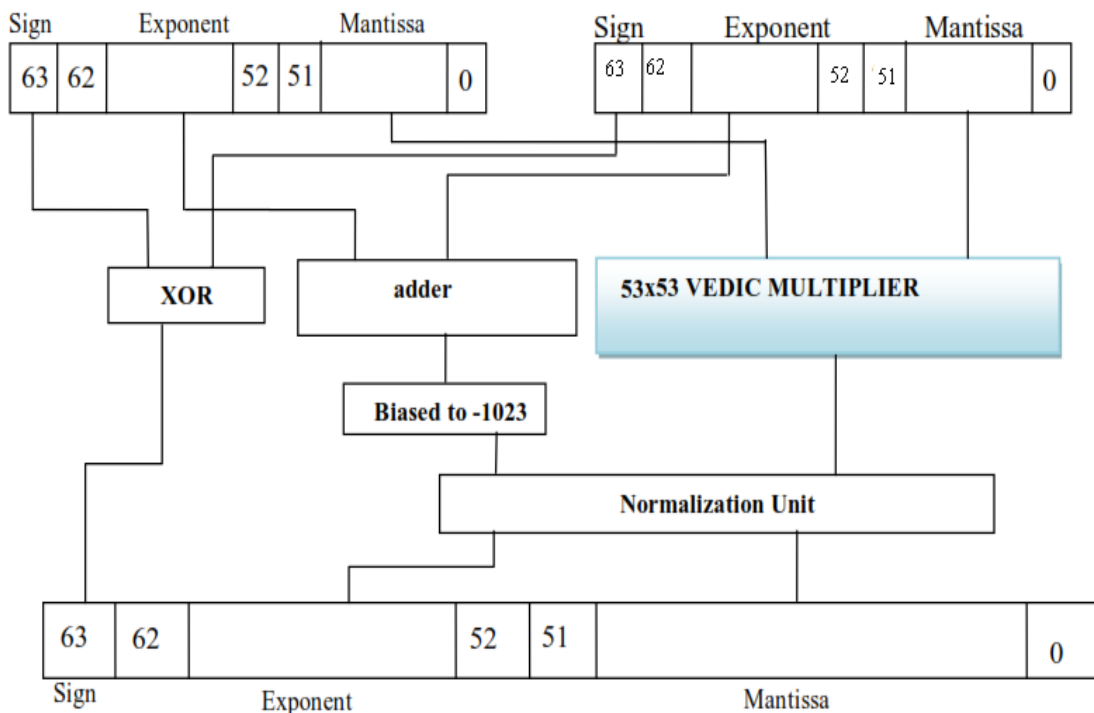 Sign Exponent Mantissa
Sign Exponent Mantissa
63 62 52 51 0
63 62 52 51 0
XOR
adder
53x53 VEDIC MULTIPLIER
Biased to -1023
Normalization Unit
63 62 52 51 0
Sign Exponent Mantissa